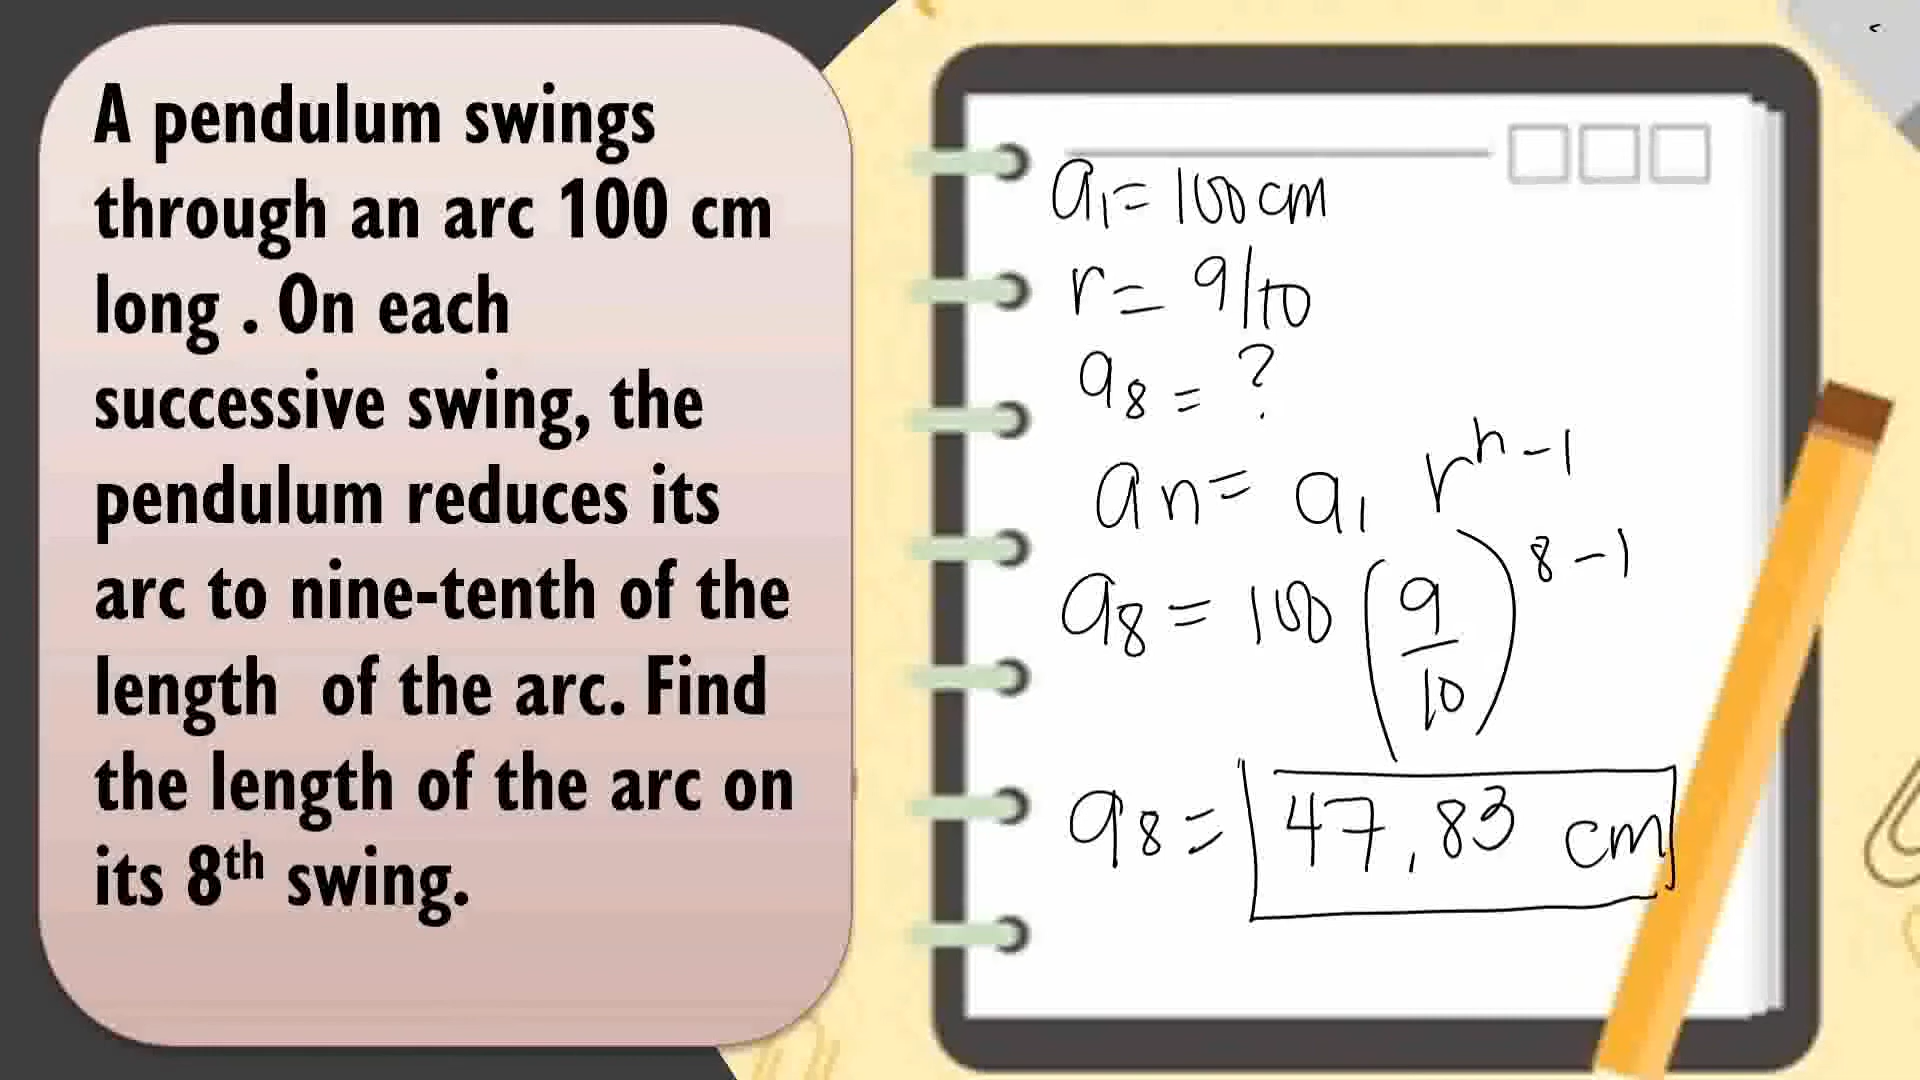 A pendulum swings
through an arc 100 cm
long . On each
successive swing, the
pendulum reduces its
arc to nine-tenth of the
length of the arc. Find
the length of the arc on
its 8th swing.
a1 = 100 cm
r = 9/10
a8 = ?
an = a1 r^n-1
a8 = 100 (9/10)^8-1
a8 = 47.83 cm